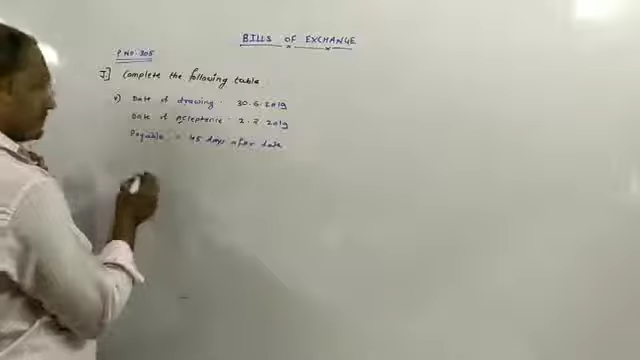 BILLS OF EXCHANGE
P.NO.305
I] Complete the following table.
v) Date of drawing : 30.6.2019
Date of acceptance : 2.7.2019
Payable : 45 days after date